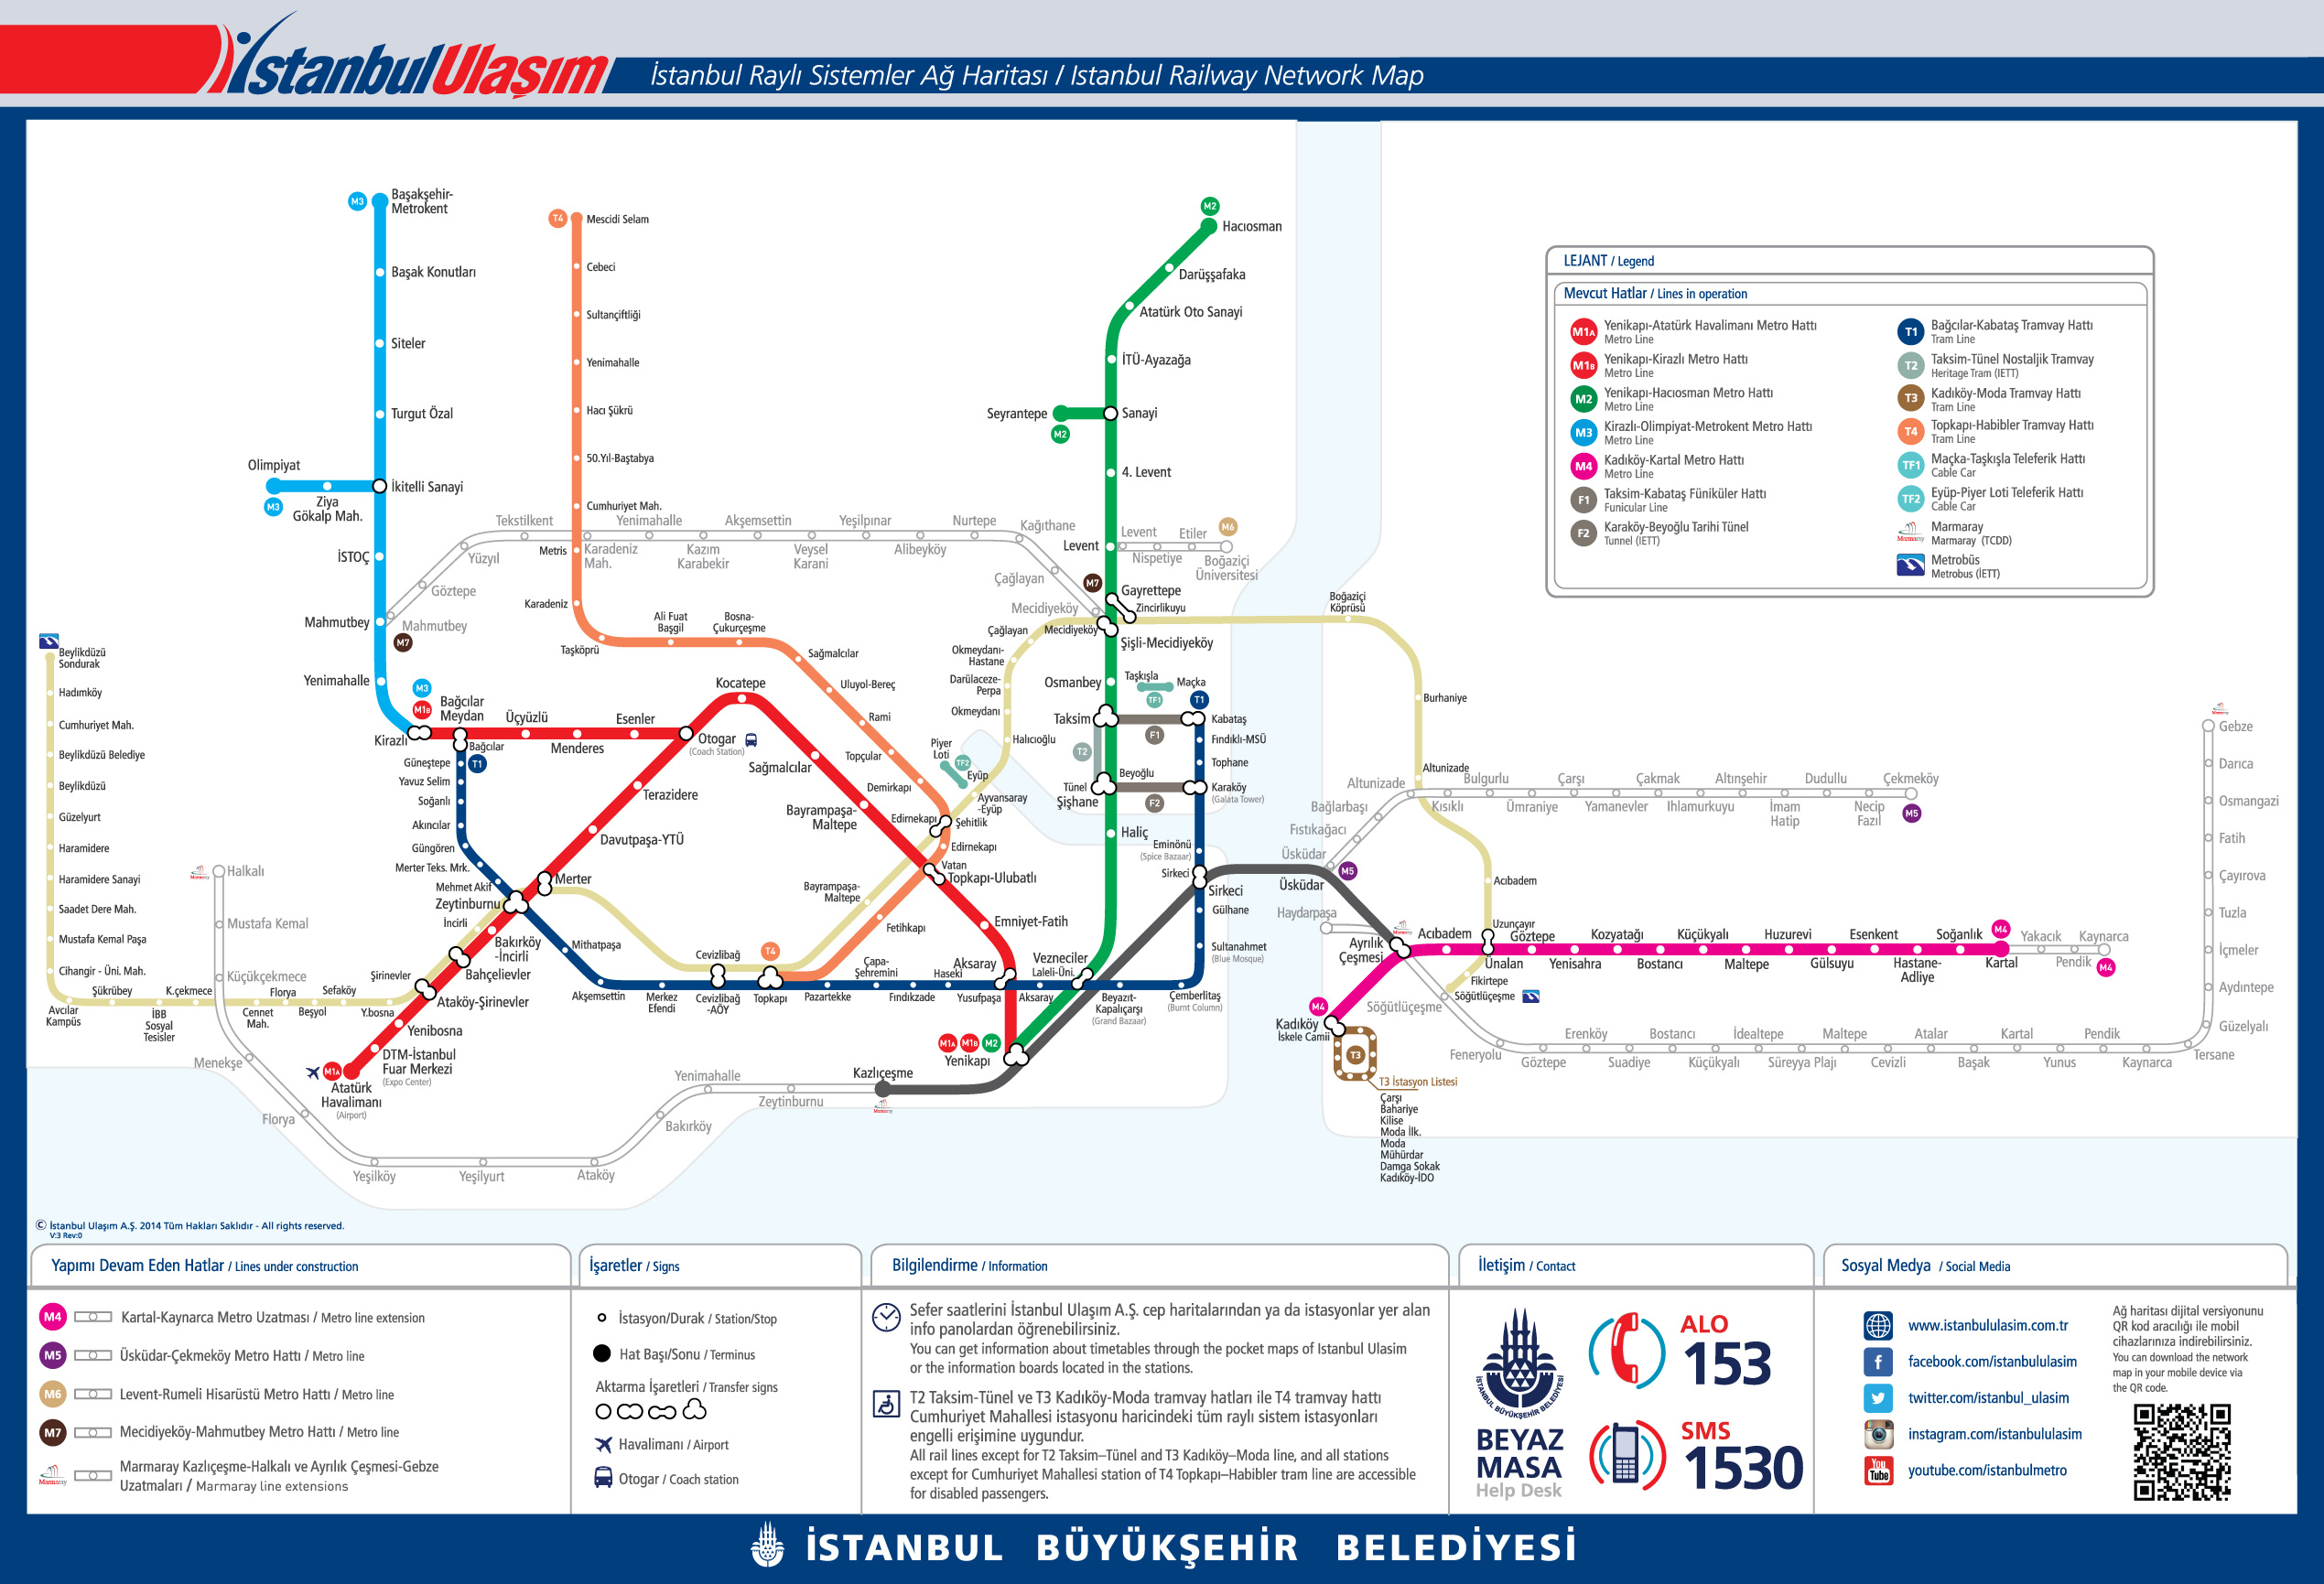 İstanbulUlaşım
İstanbul Raylı Sistemler Ağ Haritası / Istanbul Railway Network Map
M3
Başakşehir-
Metrokent
Başak Konutları
Siteler
Turgut Özal
Olimpiyat
M3
Ziya
Gökalp Mah.
İkitelli Sanayi
İSTOÇ
Mahmutbey
Yenimahalle
M3
M1B
Kirazlı
T4
Mescidi Selam
Cebeci
Sultançiftliği
Yenimahalle
Hacı Şükrü
50.Yıl-Baştabya
Cumhuriyet Mah.
Metris
Karadeniz
Taşköprü
Ali Fuat
Başgil
Bosna-
Çukurçeşme
Sağmalcılar
Uluyol-Bereç
Rami
Topçular
Demirkapı
Şehitlik
Edirnekapı
Vatan
Fetihkapı
T4
Topkapı
M2
Hacıosman
Darüşşafaka
Atatürk Oto Sanayi
İTÜ-Ayazağa
Seyrantepe
M2
Sanayi
4. Levent
Levent
Gayrettepe
Zincirlikuyu
Mecidiyeköy
Şişli-Mecidiyeköy
Osmanbey
Taksim
Tünel
Şişhane
Beyoğlu
Haliç
Vezneciler
Laleli-Üni.
M1A
M1B
M2
Yenikapı
M7
Mahmutbey
Göztepe
Yüzyıl
Tekstilkent
Karadeniz
Mah.
Yenimahalle
Kazım
Karabekir
Akşemsettin
Veysel
Karani
Yeşilpınar
Alibeyköy
Nurtepe
Kağıthane
Çağlayan
Mecidiyeköy
M7
Levent
Nispetiye
Etiler
M6
Boğaziçi
Üniversitesi
Taşkışla
Maçka
TF1
T1
Kabataş
F1
T2
F2
Fındıklı-MSÜ
Tophane
Karaköy
(Galata Tower)
Eminönü
(Spice Bazaar)
Sirkeci
Sirkeci
Gülhane
Sultanahmet
(Blue Mosque)
Çemberlitaş
(Burnt Column)
Beyazıt-
Kapalıçarşı
(Grand Bazaar)
Aksaray
Yusufpaşa
Haseki
Fındıkzade
Çapa-
Şehremini
Pazartekke
Cevizlibağ
Cevizlibağ
-AÖY
Merkez
Efendi
Akşemsettin
Mithatpaşa
Zeytinburnu
Mehmet Akif
Merter Teks. Mrk.
Güngören
Akıncılar
Soğanlı
Yavuz Selim
Güneştepe
Bağcılar
T1
Bağcılar
Meydan
Üçyüzlü
Menderes
Esenler
Otogar
(Coach Station)
Kocatepe
Sağmalcılar
Bayrampaşa-
Maltepe
Topkapı-Ulubatlı
Emniyet-Fatih
Aksaray
Terazidere
Davutpaşa-YTÜ
Merter
Bakırköy
-İncirli
Bahçelievler
Ataköy-Şirinevler
Yenibosna
DTM-İstanbul
Fuar Merkezi
(Expo Center)
M1A
Atatürk
Havalimanı
(Airport)
Beylikdüzü
Sondurak
Hadımköy
Cumhuriyet Mah.
Beylikdüzü Belediye
Beylikdüzü
Güzelyurt
Haramidere
Haramidere Sanayi
Saadet Dere Mah.
Mustafa Kemal Paşa
Cihangir - Üni. Mah.
Avcılar
Kampüs
Şükrübey
İBB
Sosyal
Tesisler
K.çekmece
Cennet
Mah.
Florya
Beşyol
Sefaköy
Y.bosna
Şirinevler
İncirli
Bayrampaşa-
Maltepe
Edirnekapı
Ayvansaray
-Eyüp
Piyer
Loti
TF2
Eyüp
Halıcıoğlu
Okmeydanı
Darülaceze-
Perpa
Okmeydanı-
Hastane
Çağlayan
Boğaziçi
Köprüsü
Burhaniye
Altunizade
Acıbadem
Uzunçayır
Fikirtepe
Söğütlüçeşme
Marmaray
Halkalı
Mustafa Kemal
Küçükçekmece
Menekşe
Florya
Yeşilköy
Yeşilyurt
Ataköy
Bakırköy
Yenimahalle
Zeytinburnu
Kazlıçeşme
Marmaray
Üsküdar
Üsküdar
M5
Fıstıkağacı
Bağlarbaşı
Altunizade
Kısıklı
Bulgurlu
Ümraniye
Çarşı
Yamanevler
Çakmak
Ihlamurkuyu
Altınşehir
İmam
Hatip
Dudullu
Necip
Fazıl
Çekmeköy
M5
Haydarpaşa
Marmaray
Ayrılık
Çeşmesi
Acıbadem
Ünalan
Göztepe
Yenisahra
Kozyatağı
Bostancı
Küçükyalı
Maltepe
Huzurevi
Gülsuyu
Esenkent
Hastane-
Adliye
Soğanlık
M4
Kartal
Yakacık
Pendik
Kaynarca
M4
M4
Kadıköy
İskele Camii
T3
T3 İstasyon Listesi
Çarşı
Bahariye
Kilise
Moda İlk.
Moda
Mühürdar
Damga Sokak
Kadıköy-İDO
Söğütlüçeşme
Feneryolu
Göztepe
Erenköy
Suadiye
Bostancı
Küçükyalı
İdealtepe
Süreyya Plajı
Maltepe
Cevizli
Atalar
Başak
Kartal
Yunus
Pendik
Kaynarca
Tersane
Güzelyalı
Aydıntepe
İçmeler
Tuzla
Çayırova
Fatih
Osmangazi
Darıca
Gebze
Marmaray
LEJANT / Legend
Mevcut Hatlar / Lines in operation
M1A Yenikapı-Atatürk Havalimanı Metro Hattı
Metro Line
M1B Yenikapı-Kirazlı Metro Hattı
Metro Line
M2 Yenikapı-Hacıosman Metro Hattı
Metro Line
M3 Kirazlı-Olimpiyat-Metrokent Metro Hattı
Metro Line
M4 Kadıköy-Kartal Metro Hattı
Metro Line
F1 Taksim-Kabataş Füniküler Hattı
Funicular Line
F2 Karaköy-Beyoğlu Tarihi Tünel
Tunnel (IETT)
T1 Bağcılar-Kabataş Tramvay Hattı
Tram Line
T2 Taksim-Tünel Nostaljik Tramvay
Heritage Tram (IETT)
T3 Kadıköy-Moda Tramvay Hattı
Tram Line
T4 Topkapı-Habibler Tramvay Hattı
Tram Line
TF1 Maçka-Taşkışla Teleferik Hattı
Cable Car
TF2 Eyüp-Piyer Loti Teleferik Hattı
Cable Car
Marmaray
Marmaray (TCDD)
Metrobüs
Metrobus (İETT)
© İstanbul Ulaşım A.Ş. 2014 Tüm Hakları Saklıdır - All rights reserved.
V:3 Rev:0
Yapımı Devam Eden Hatlar / Lines under construction
M4 Kartal-Kaynarca Metro Uzatması / Metro line extension
M5 Üsküdar-Çekmeköy Metro Hattı / Metro line
M6 Levent-Rumeli Hisarüstü Metro Hattı / Metro line
M7 Mecidiyeköy-Mahmutbey Metro Hattı / Metro line
Marmaray Marmaray Kazlıçeşme-Halkalı ve Ayrılık Çeşmesi-Gebze
Uzatmaları / Marmaray line extensions
İşaretler / Signs
İstasyon/Durak / Station/Stop
Hat Başı/Sonu / Terminus
Aktarma İşaretleri / Transfer signs
Havalimanı / Airport
Otogar / Coach station
Bilgilendirme / Information
Sefer saatlerini İstanbul Ulaşım A.Ş. cep haritalarından ya da istasyonlar yer alan
info panolardan öğrenebilirsiniz.
You can get information about timetables through the pocket maps of Istanbul Ulasim
or the information boards located in the stations.
T2 Taksim-Tünel ve T3 Kadıköy-Moda tramvay hatları ile T4 tramvay hattı
Cumhuriyet Mahallesi istasyonu haricindeki tüm raylı sistem istasyonları
engelli erişimine uygundur.
All rail lines except for T2 Taksim–Tünel and T3 Kadıköy–Moda line, and all stations
except for Cumhuriyet Mahallesi station of T4 Topkapı–Habibler tram line are accessible
for disabled passengers.
İletişim / Contact
İSTANBUL BÜYÜKŞEHİR BELEDİYESİ
BEYAZ
MASA
Help Desk
ALO
153
SMS
1530
Sosyal Medya / Social Media
www.istanbululasim.com.tr
facebook.com/istanbululasim
twitter.com/istanbul_ulasim
instagram.com/istanbululasim
You
Tube
youtube.com/istanbulmetro
Ağ haritası dijital versiyonunu
QR kod aracılığı ile mobil
cihazlarınıza indirebilirsiniz.
You can download the network
map in your mobile device via
the QR code.
İSTANBUL BÜYÜKŞEHİR BELEDİYESİ